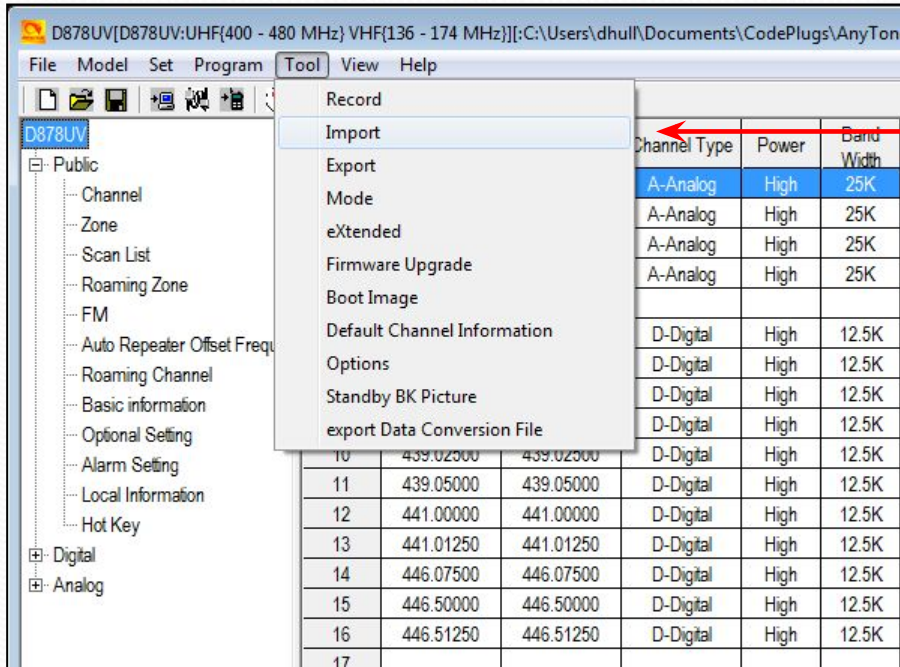 D878UV[D878UV:UHF{400 - 480 MHz} VHF{136 - 174 MHz}][:C:\Users\dhull\Documents\CodePlugs\AnyTon
File Model Set Program Tool View Help
Record
Import
Export
Mode
eXtended
Firmware Upgrade
Boot Image
Default Channel Information
Options
Standby BK Picture
export Data Conversion File
D878UV
Public
Channel
Zone
Scan List
Roaming Zone
FM
Auto Repeater Offset Frequ
Roaming Channel
Basic information
Optional Setting
Alarm Setting
Local Information
Hot Key
Digital
Analog
Channel Type Power Band
Width
A-Analog High 25K
A-Analog High 25K
A-Analog High 25K
A-Analog High 25K
D-Digital High 12.5K
D-Digital High 12.5K
D-Digital High 12.5K
D-Digital High 12.5K
10 439.02500 439.02500 D-Digital High 12.5K
11 439.05000 439.05000 D-Digital High 12.5K
12 441.00000 441.00000 D-Digital High 12.5K
13 441.01250 441.01250 D-Digital High 12.5K
14 446.07500 446.07500 D-Digital High 12.5K
15 446.50000 446.50000 D-Digital High 12.5K
16 446.51250 446.51250 D-Digital High 12.5K
17